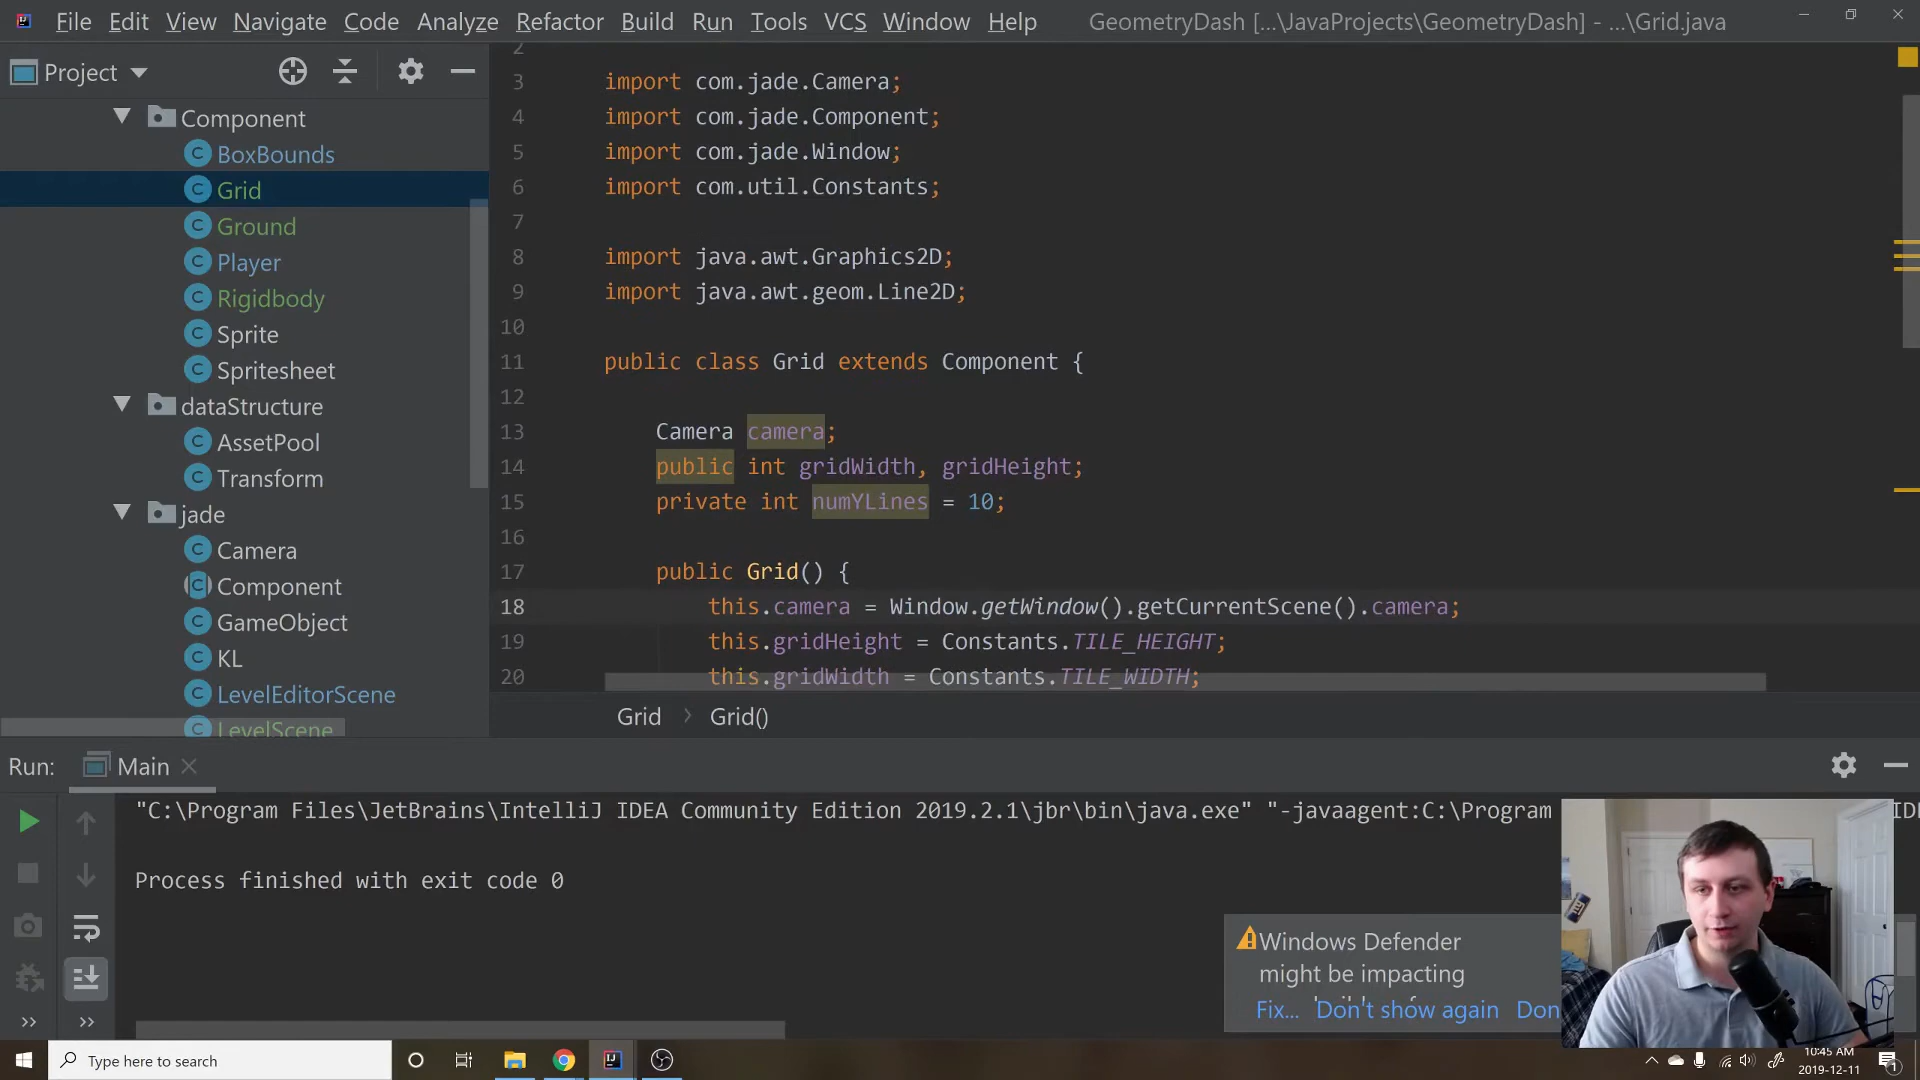 File Edit View Navigate Code Analyze Refactor Build Run Tools VCS Window Help GeometryDash [...\JavaProjects\GeometryDash] - ...\Grid.java
Project
Component
BoxBounds
Grid
Ground
Player
Rigidbody
Sprite
Spritesheet
dataStructure
AssetPool
Transform
jade
Camera
Component
GameObject
KL
LevelEditorScene
LevelScene
2
3 import com.jade.Camera;
4 import com.jade.Component;
5 import com.jade.Window;
6 import com.util.Constants;
7
8 import java.awt.Graphics2D;
9 import java.awt.geom.Line2D;
10
11 public class Grid extends Component {
12
13 Camera camera;
14 public int gridWidth, gridHeight;
15 private int numYLines = 10;
16
17 public Grid() {
18 this.camera = Window.getWindow().getCurrentScene().camera;
19 this.gridHeight = Constants.TILE_HEIGHT;
20 this.gridWidth = Constants.TILE_WIDTH;
Grid > Grid()
Run: Main
"C:\Program Files\JetBrains\IntelliJ IDEA Community Edition 2019.2.1\jbr\bin\java.exe" "-javaagent:C:\Program
Process finished with exit code 0
Windows Defender
might be impacting
Fix... Don't show again Don
Type here to search
10:45 AM
2019-12-11
1